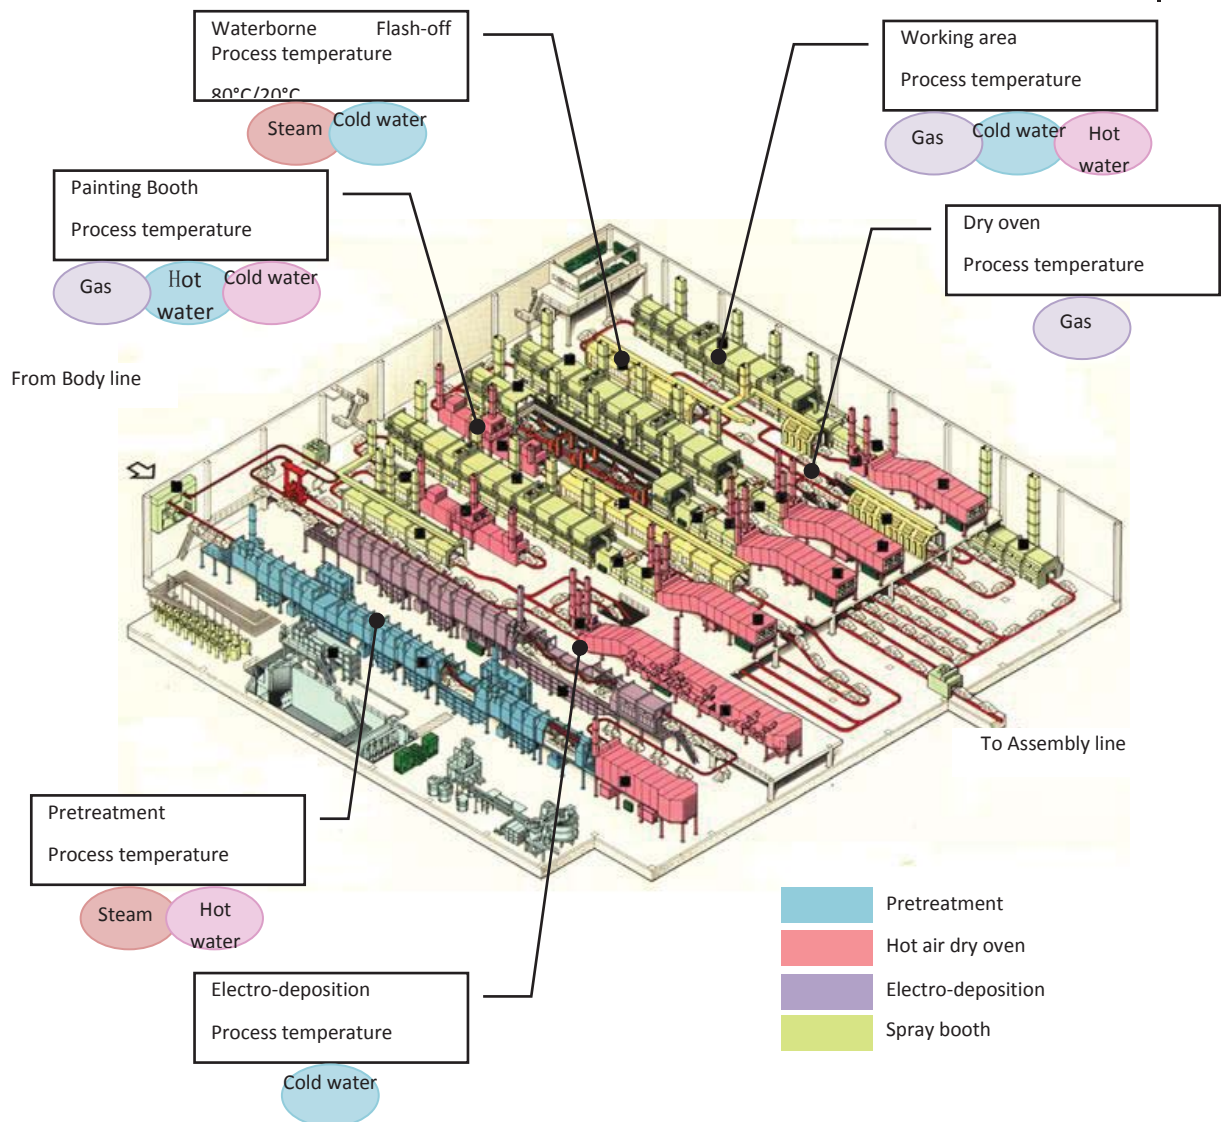 Waterborne Flash-off
Process temperature
80°C/20°C
Steam
Cold water
Working area
Process temperature
Gas
Cold water
Hot
water
Painting Booth
Process temperature
Gas
Hot
water
Cold water
Dry oven
Process temperature
Gas
From Body line
To Assembly line
Pretreatment
Process temperature
Steam
Hot
water
Electro-deposition
Process temperature
Cold water
Pretreatment
Hot air dry oven
Electro-deposition
Spray booth